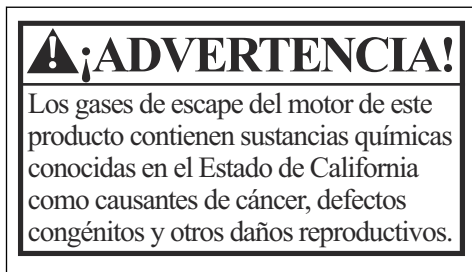 ¡ADVERTENCIA!
Los gases de escape del motor de este
producto contienen sustancias químicas
conocidas en el Estado de California
como causantes de cáncer, defectos
congénitos y otros daños reproductivos.